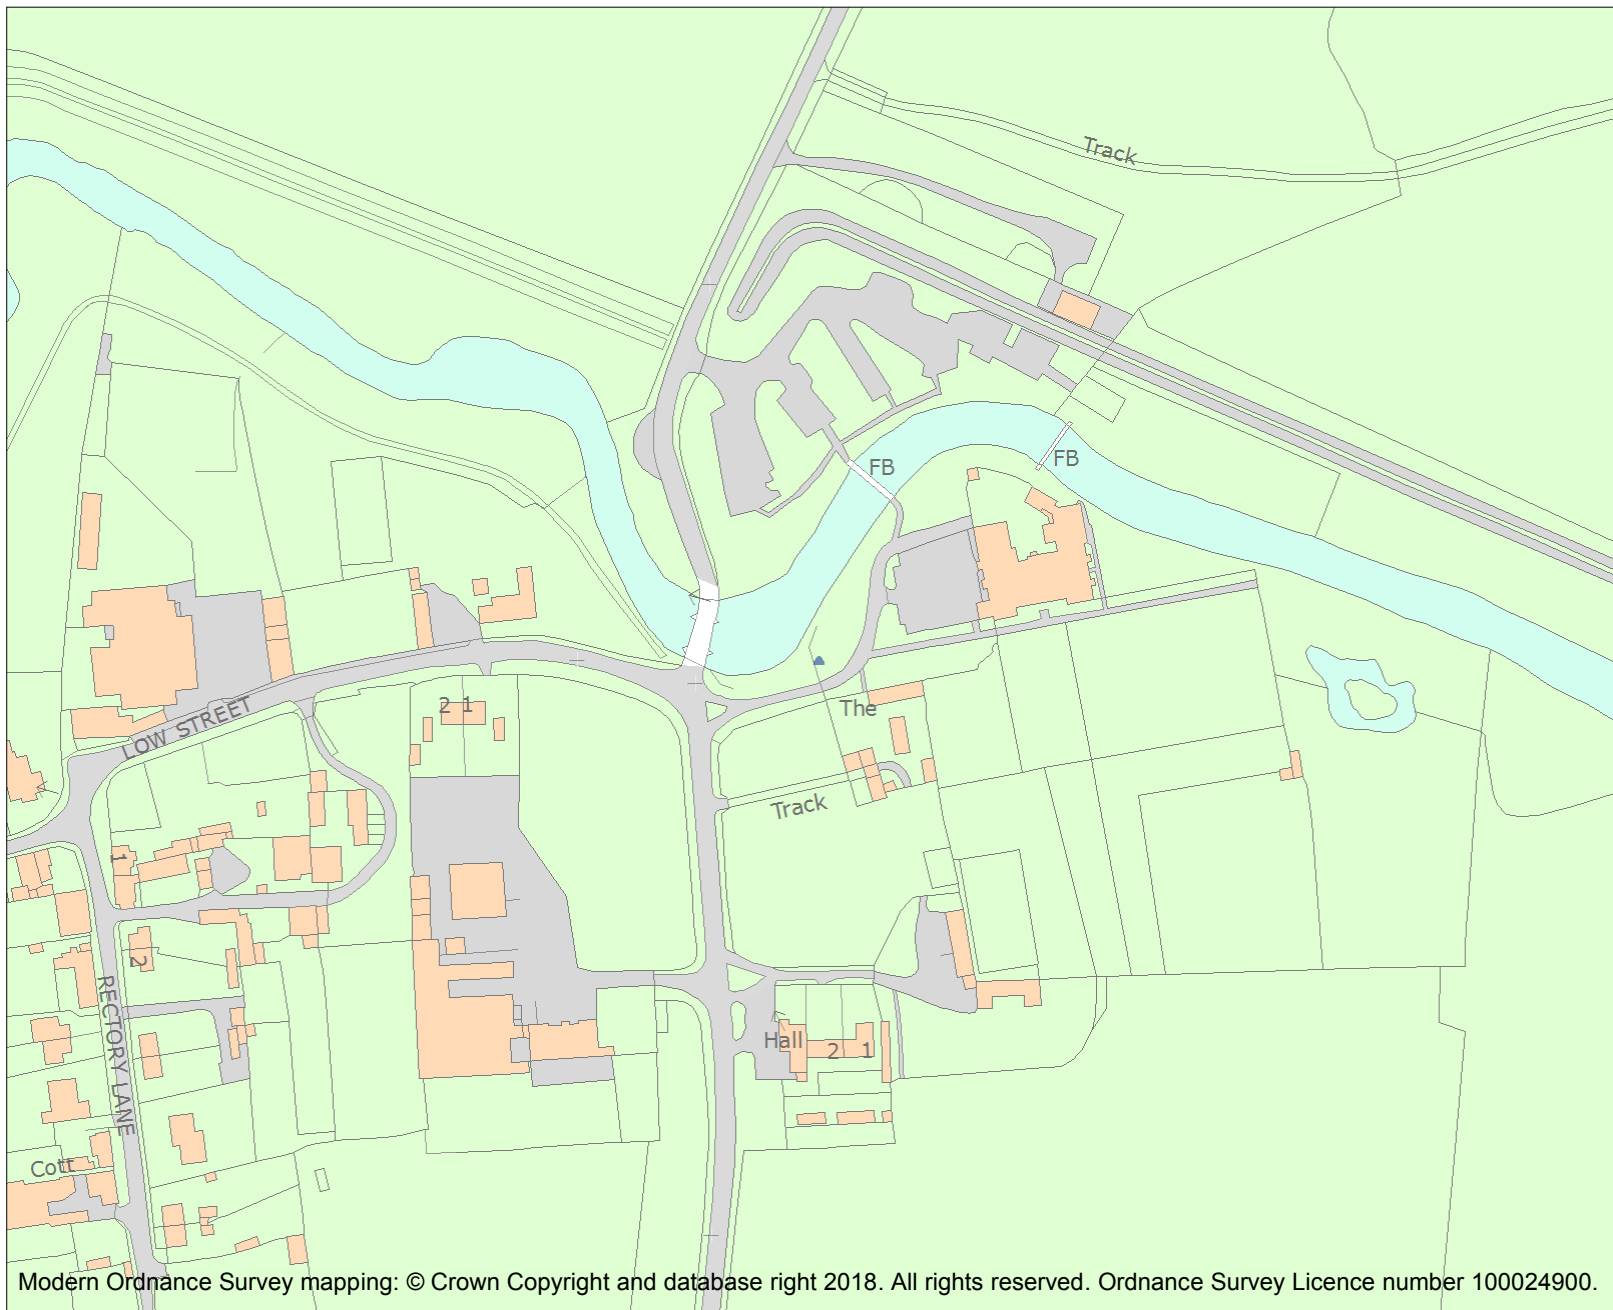 Track
FB
FB
2 1
The
LOW STREET
Track
1
2
RECTORY LANE
Hall
2 1
Cott
Modern Ordnance Survey mapping: © Crown Copyright and database right 2018. All rights reserved. Ordnance Survey Licence number 100024900.